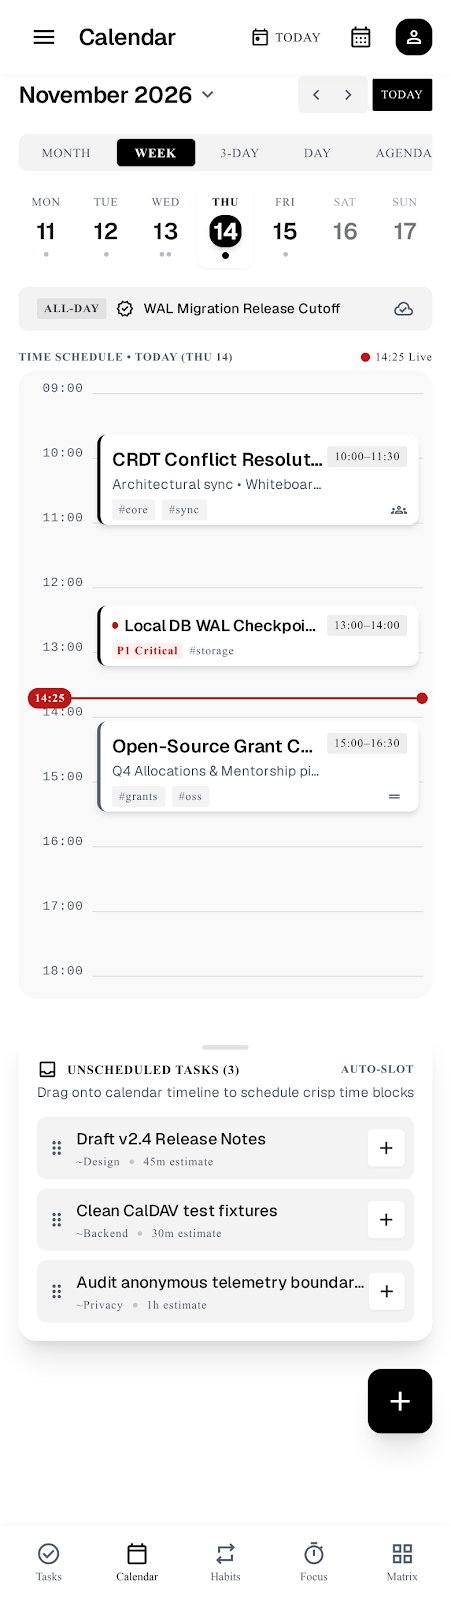 Calendar
TODAY
November 2026
TODAY
MONTH WEEK 3-DAY DAY AGENDA
MON TUE WED THU FRI SAT SUN
11 12 13 14 15 16 17
ALL-DAY WAL Migration Release Cutoff
TIME SCHEDULE • TODAY (THU 14) 14:25 Live
09:00
10:00
CRDT Conflict Resolut... 10:00–11:30
Architectural sync • Whiteboar...
#core #sync
11:00
12:00
Local DB WAL Checkpoi... 13:00–14:00
13:00
P1 Critical #storage
14:25
14:00
Open-Source Grant C... 15:00–16:30
Q4 Allocations & Mentorship pi...
15:00
#grants #oss
16:00
17:00
18:00
UNSCHEDULED TASKS (3) AUTO-SLOT
Drag onto calendar timeline to schedule crisp time blocks
Draft v2.4 Release Notes
~Design • 45m estimate
Clean CalDAV test fixtures
~Backend • 30m estimate
Audit anonymous telemetry boundar...
~Privacy • 1h estimate
Tasks Calendar Habits Focus Matrix